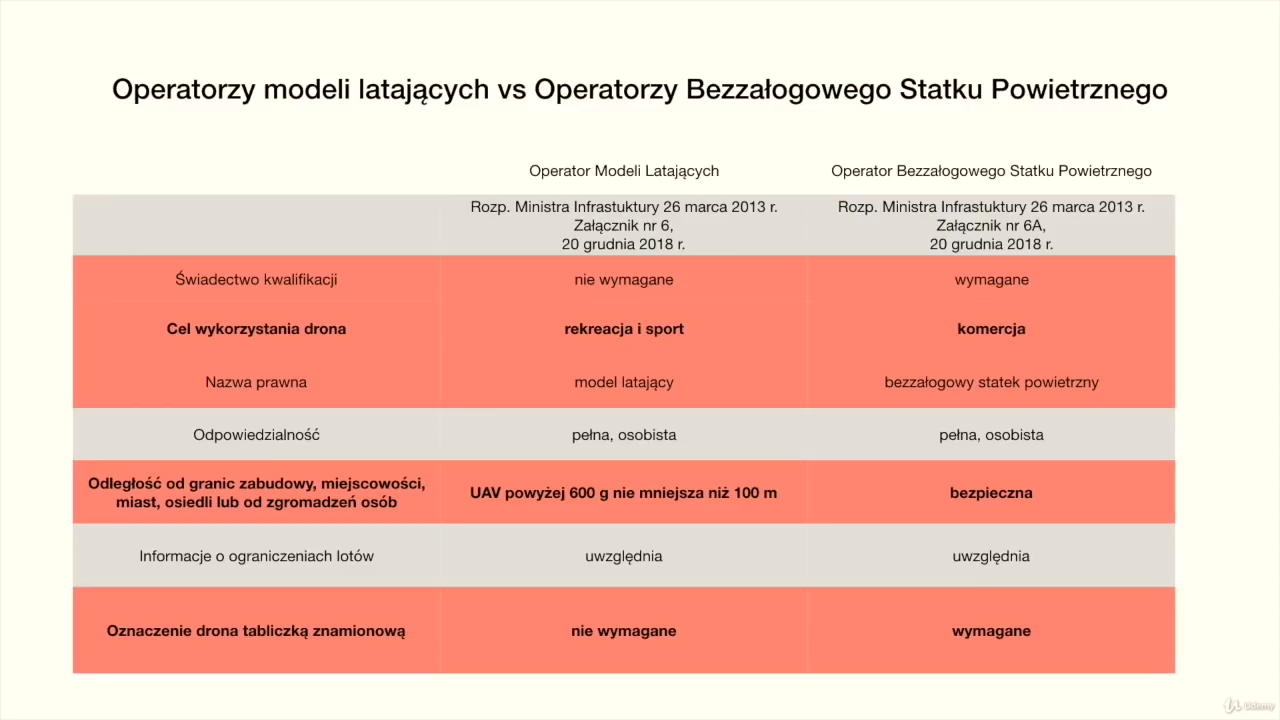 Operatorzy modeli latających vs Operatorzy Bezzałogowego Statku Powietrznego
Operator Modeli Latających
Operator Bezzałogowego Statku Powietrznego
Rozp. Ministra Infrastuktury 26 marca 2013 r.
Załącznik nr 6,
20 grudnia 2018 r.
Rozp. Ministra Infrastuktury 26 marca 2013 r.
Załącznik nr 6A,
20 grudnia 2018 r.
Świadectwo kwalifikacji
nie wymagane
wymagane
Cel wykorzystania drona
rekreacja i sport
komercja
Nazwa prawna
model latający
bezzałogowy statek powietrzny
Odpowiedzialność
pełna, osobista
pełna, osobista
Odległość od granic zabudowy, miejscowości,
miast, osiedli lub od zgromadzeń osób
UAV powyżej 600 g nie mniejsza niż 100 m
bezpieczna
Informacje o ograniczeniach lotów
uwzględnia
uwzględnia
Oznaczenie drona tabliczką znamionową
nie wymagane
wymagane
Udemy